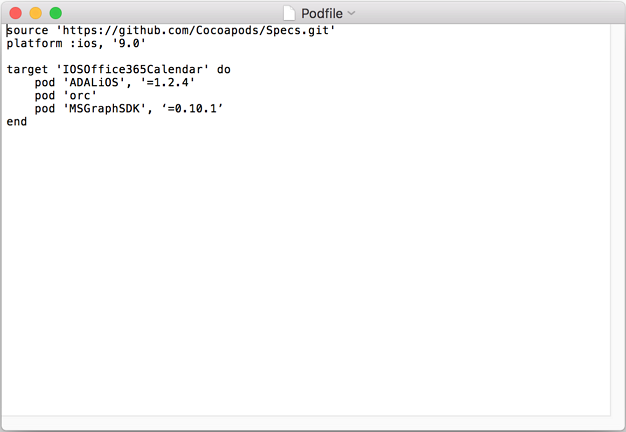 Podfile
source 'https://github.com/Cocoapods/Specs.git'
platform :ios, '9.0'
target 'IOSOffice365Calendar' do
pod 'ADALiOS', '=1.2.4'
pod 'orc'
pod 'MSGraphSDK', ‘=0.10.1’
end